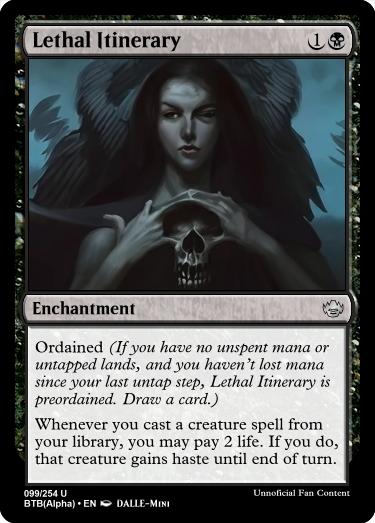 Lethal Itinerary 1
Enchantment
Ordained (If you have no unspent mana or
untapped lands, and you haven't lost mana
since your last untap step, Lethal Itinerary is
preordained. Draw a card.)
Whenever you cast a creature spell from
your library, you may pay 2 life. If you do,
that creature gains haste until end of turn.
099/254 U
BTB(Alpha) • EN DALLE-Mini
Unofficial Fan Content